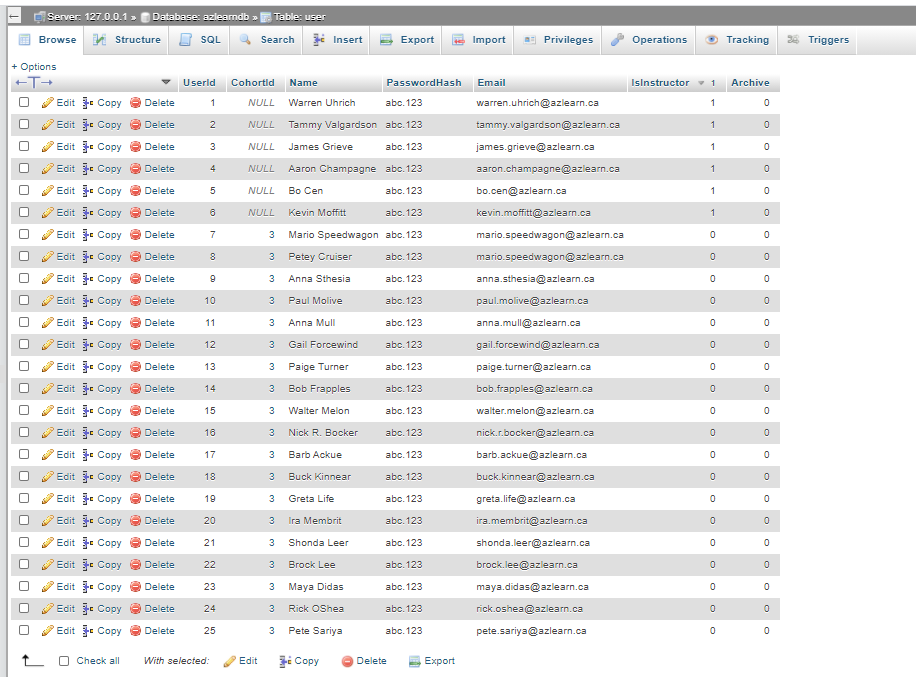 Server: 127.0.0.1 » Database: azlearndb » Table: user
Browse Structure SQL Search Insert Export Import Privileges Operations Tracking Triggers
+ Options
UserId CohortId Name PasswordHash Email IsInstructor 1 Archive
Edit Copy Delete 1 NULL Warren Uhrich abc.123 warren.uhrich@azlearn.ca 1 0
Edit Copy Delete 2 NULL Tammy Valgardson abc.123 tammy.valgardson@azlearn.ca 1 0
Edit Copy Delete 3 NULL James Grieve abc.123 james.grieve@azlearn.ca 1 0
Edit Copy Delete 4 NULL Aaron Champagne abc.123 aaron.champagne@azlearn.ca 1 0
Edit Copy Delete 5 NULL Bo Cen abc.123 bo.cen@azlearn.ca 1 0
Edit Copy Delete 6 NULL Kevin Moffitt abc.123 kevin.moffitt@azlearn.ca 1 0
Edit Copy Delete 7 3 Mario Speedwagon abc.123 mario.speedwagon@azlearn.ca 0 0
Edit Copy Delete 8 3 Petey Cruiser abc.123 mario.speedwagon@azlearn.ca 0 0
Edit Copy Delete 9 3 Anna Sthesia abc.123 anna.sthesia@azlearn.ca 0 0
Edit Copy Delete 10 3 Paul Molive abc.123 paul.molive@azlearn.ca 0 0
Edit Copy Delete 11 3 Anna Mull abc.123 anna.mull@azlearn.ca 0 0
Edit Copy Delete 12 3 Gail Forcewind abc.123 gail.forcewind@azlearn.ca 0 0
Edit Copy Delete 13 3 Paige Turner abc.123 paige.turner@azlearn.ca 0 0
Edit Copy Delete 14 3 Bob Frapples abc.123 bob.frapples@azlearn.ca 0 0
Edit Copy Delete 15 3 Walter Melon abc.123 walter.melon@azlearn.ca 0 0
Edit Copy Delete 16 3 Nick R. Bocker abc.123 nick.r.bocker@azlearn.ca 0 0
Edit Copy Delete 17 3 Barb Ackue abc.123 barb.ackue@azlearn.ca 0 0
Edit Copy Delete 18 3 Buck Kinnear abc.123 buck.kinnear@azlearn.ca 0 0
Edit Copy Delete 19 3 Greta Life abc.123 greta.life@azlearn.ca 0 0
Edit Copy Delete 20 3 Ira Membrit abc.123 ira.membrit@azlearn.ca 0 0
Edit Copy Delete 21 3 Shonda Leer abc.123 shonda.leer@azlearn.ca 0 0
Edit Copy Delete 22 3 Brock Lee abc.123 brock.lee@azlearn.ca 0 0
Edit Copy Delete 23 3 Maya Didas abc.123 maya.didas@azlearn.ca 0 0
Edit Copy Delete 24 3 Rick OShea abc.123 rick.oshea@azlearn.ca 0 0
Edit Copy Delete 25 3 Pete Sariya abc.123 pete.sariya@azlearn.ca 0 0
Check all With selected: Edit Copy Delete Export